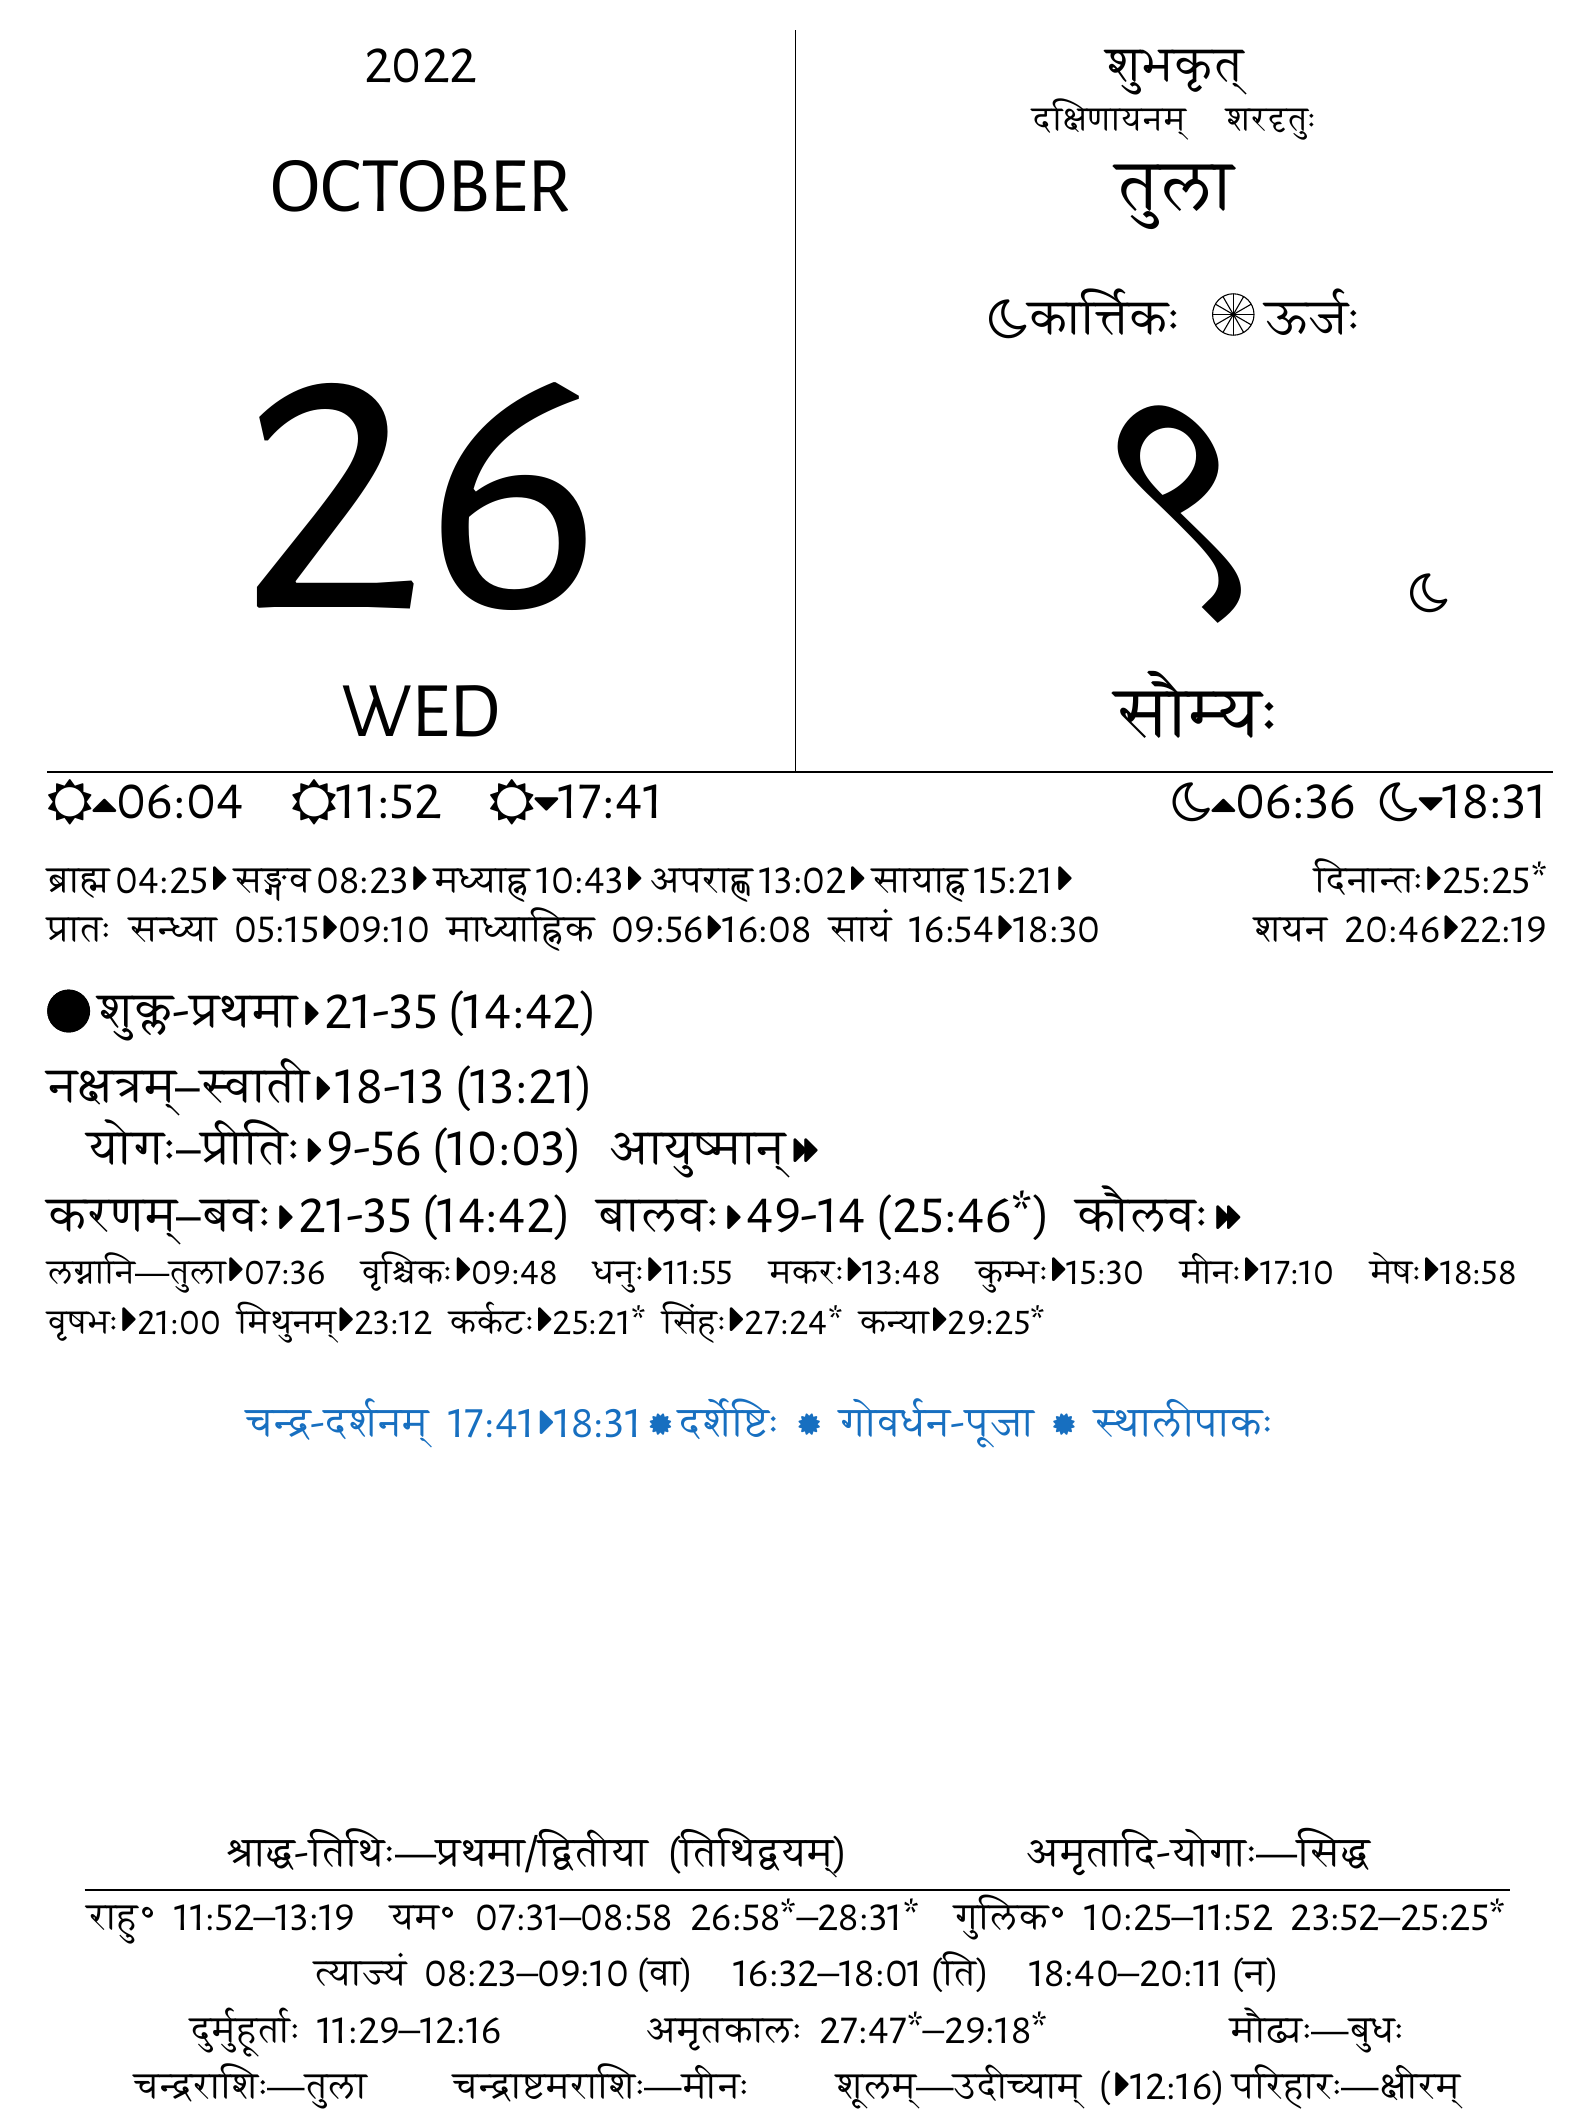 2022
OCTOBER
26
WED
शुभकृत्
दक्षिणायनम् शरदृतुः
तुला
कार्त्तिकः ऊर्जः
९
सौम्यः
06:04 11:52 17:41 06:36 18:31
ब्राह्म 04:25 सङ्गव 08:23 मध्याह्न 10:43 अपराह्ण 13:02 सायाह्न 15:21 दिनान्तः 25:25*
प्रातः सन्ध्या 05:15 09:10 माध्याह्निक 09:56 16:08 सायं 16:54 18:30 शयन 20:46 22:19
शुक्ल-प्रथमा 21-35 (14:42)
नक्षत्रम्–स्वाती 18-13 (13:21)
योगः–प्रीतिः 9-56 (10:03) आयुष्मान्
करणम्–बवः 21-35 (14:42) बालवः 49-14 (25:46*) कौलवः
लग्नानि—तुला 07:36 वृश्चिकः 09:48 धनुः 11:55 मकरः 13:48 कुम्भः 15:30 मीनः 17:10 मेषः 18:58
वृषभः 21:00 मिथुनम् 23:12 कर्कटः 25:21* सिंहः 27:24* कन्या 29:25*
चन्द्र-दर्शनम् 17:41 18:31 दर्शेष्टिः गोवर्धन-पूजा स्थालीपाकः
श्राद्ध-तिथिः—प्रथमा/द्वितीया (तिथिद्वयम्) अमृतादि-योगाः—सिद्ध
राहु॰ 11:52–13:19 यम॰ 07:31–08:58 26:58*–28:31* गुलिक॰ 10:25–11:52 23:52–25:25*
त्याज्यं 08:23–09:10 (वा) 16:32–18:01 (ति) 18:40–20:11 (न)
दुर्मुहूर्ताः 11:29–12:16 अमृतकालः 27:47*–29:18* मौढ्यः—बुधः
चन्द्रराशिः—तुला चन्द्राष्टमराशिः—मीनः शूलम्—उदीच्याम् (12:16) परिहारः—क्षीरम्